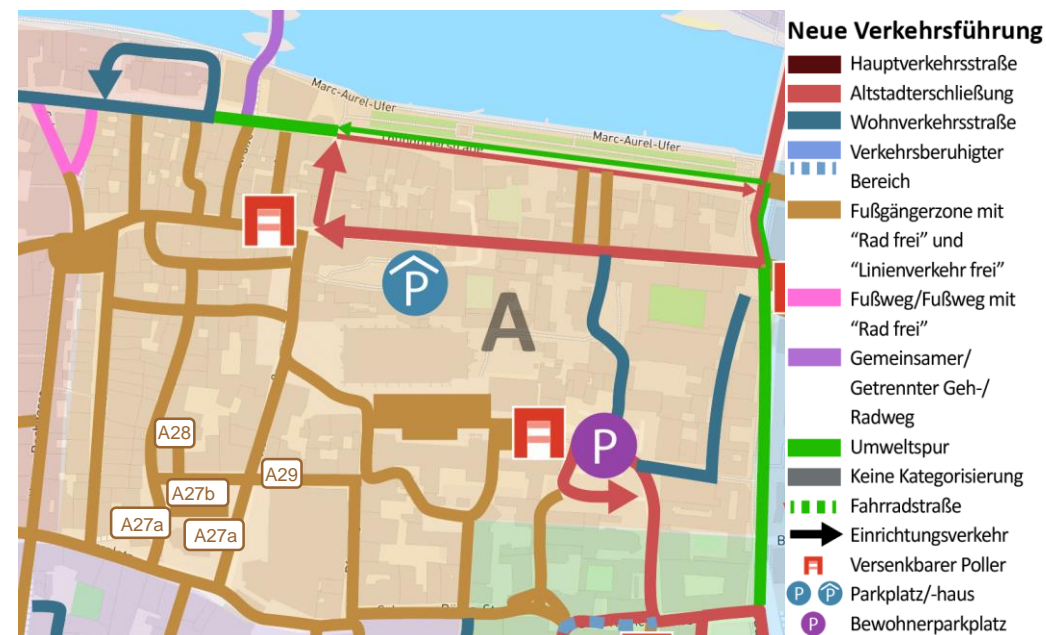 Marc-Aurel-Ufer
Marc-Aurel-Ufer
A
P
P
A28
A29
A27b
A27a
A27a
Neue Verkehrsführung
Hauptverkehrsstraße
Altstadterschließung
Wohnverkehrsstraße
Verkehrsberuhigter
Bereich
Fußgängerzone mit
“Rad frei” und
“Linienverkehr frei”
Fußweg/Fußweg mit
“Rad frei”
Gemeinsamer/
Getrennter Geh-/
Radweg
Umweltspur
Keine Kategorisierung
Fahrradstraße
Einrichtungsverkehr
Versenkbarer Poller
P P Parkplatz/-haus
P Bewohnerparkplatz